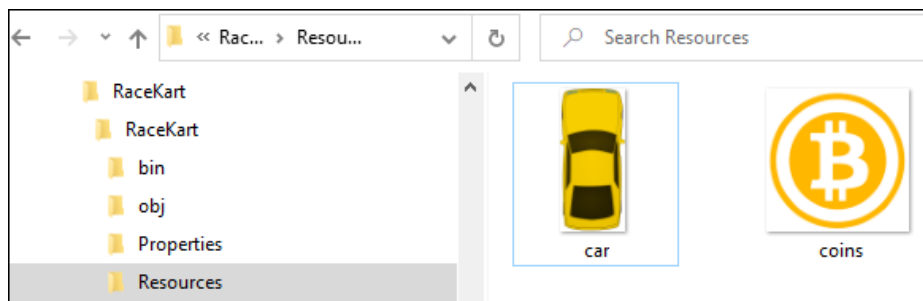 « Rac... > Resou...
Search Resources
RaceKart
RaceKart
bin
obj
Properties
Resources
car
B
coins